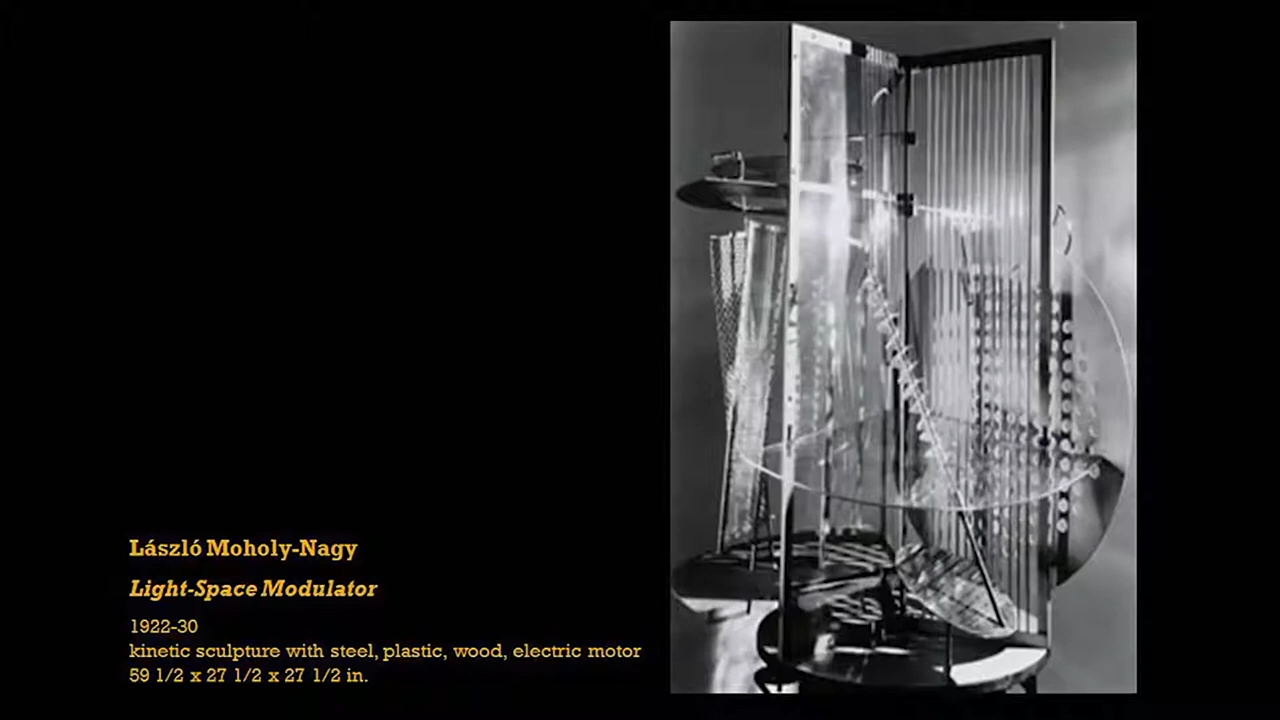 László Moholy-Nagy
Light-Space Modulator
1922-30
kinetic sculpture with steel, plastic, wood, electric motor
59 1/2 x 27 1/2 x 27 1/2 in.